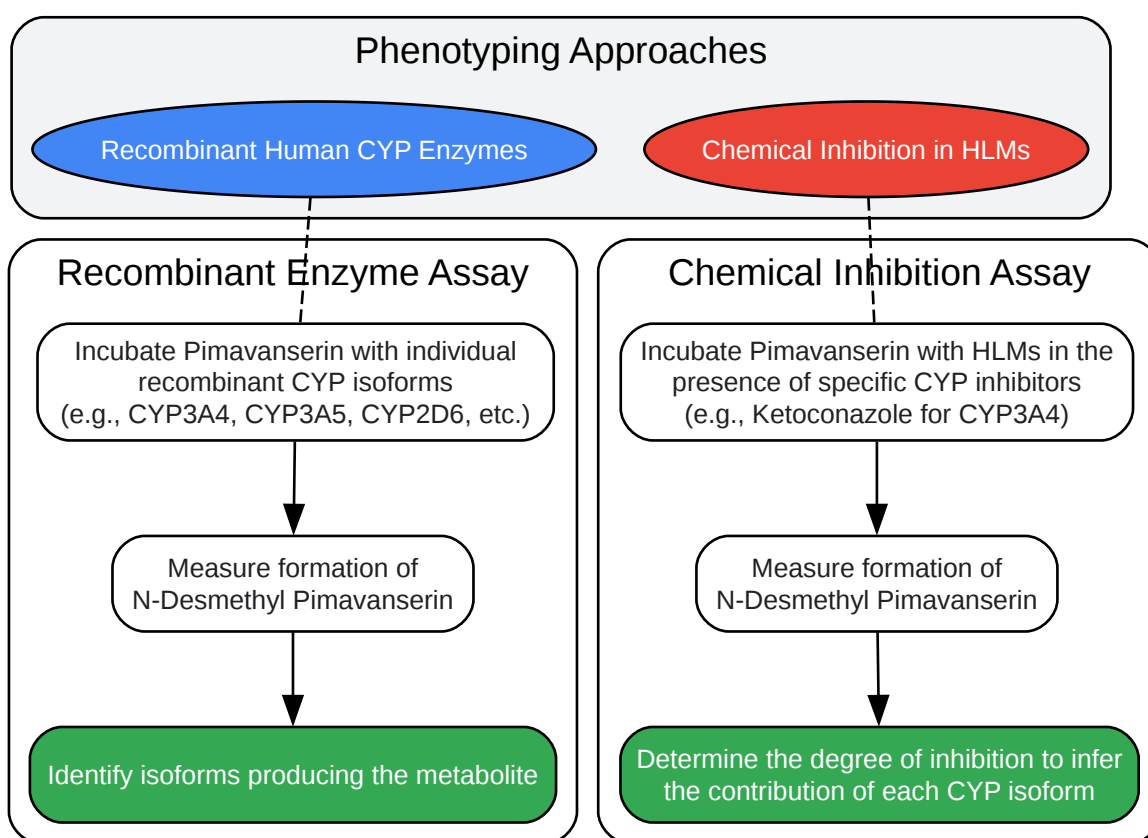 Phenotyping Approaches
Recombinant Human CYP Enzymes
Chemical Inhibition in HLMs
Recombinant Enzyme Assay
Incubate Pimavanserin with individual
recombinant CYP isoforms
(e.g., CYP3A4, CYP3A5, CYP2D6, etc.)
Measure formation of
N-Desmethyl Pimavanserin
Identify isoforms producing the metabolite
Chemical Inhibition Assay
Incubate Pimavanserin with HLMs in the
presence of specific CYP inhibitors
(e.g., Ketoconazole for CYP3A4)
Measure formation of
N-Desmethyl Pimavanserin
Determine the degree of inhibition to infer
the contribution of each CYP isoform